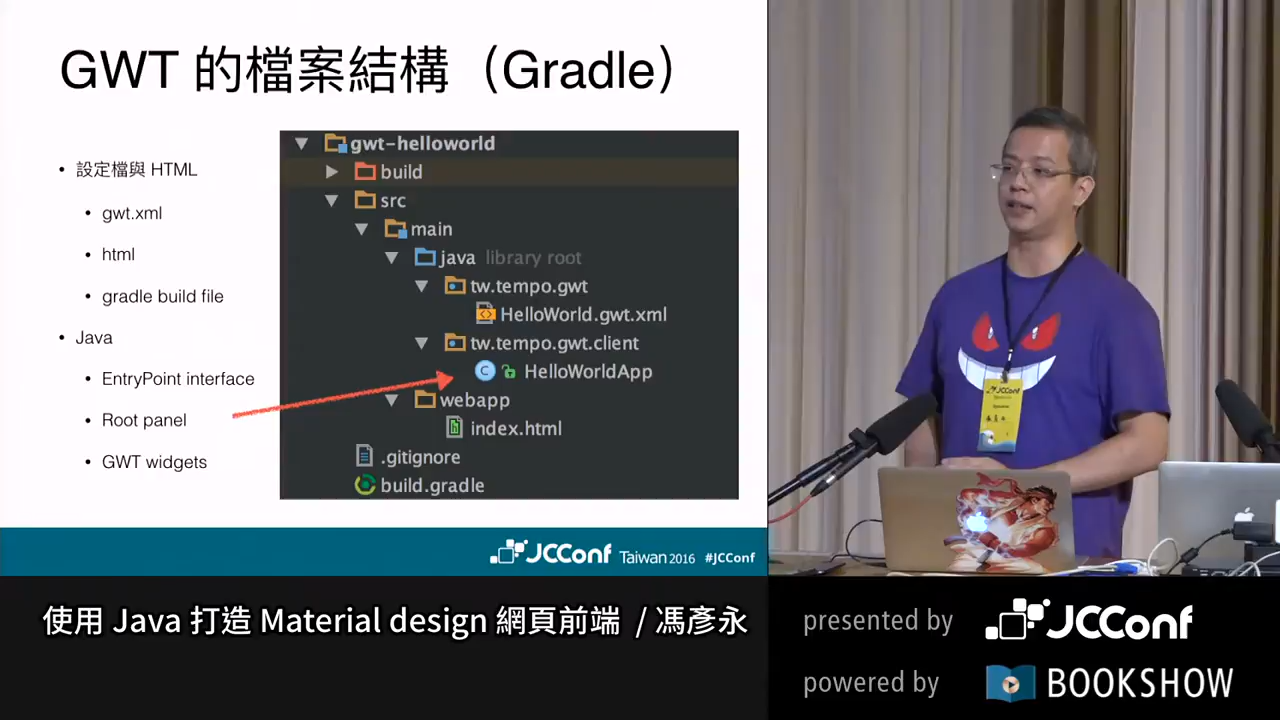 GWT 的檔案結構（Gradle）
設定檔與 HTML
gwt.xml
html
gradle build file
Java
EntryPoint interface
Root panel
GWT widgets
gwt-helloworld
build
src
main
java library root
tw.tempo.gwt
HelloWorld.gwt.xml
tw.tempo.gwt.client
HelloWorldApp
webapp
index.html
.gitignore
build.gradle
JCConf Taiwan 2016 #JCConf
JCConf
使用 Java 打造 Material design 網頁前端 / 馮彥永
presented by JCConf
powered by BOOKSHOW